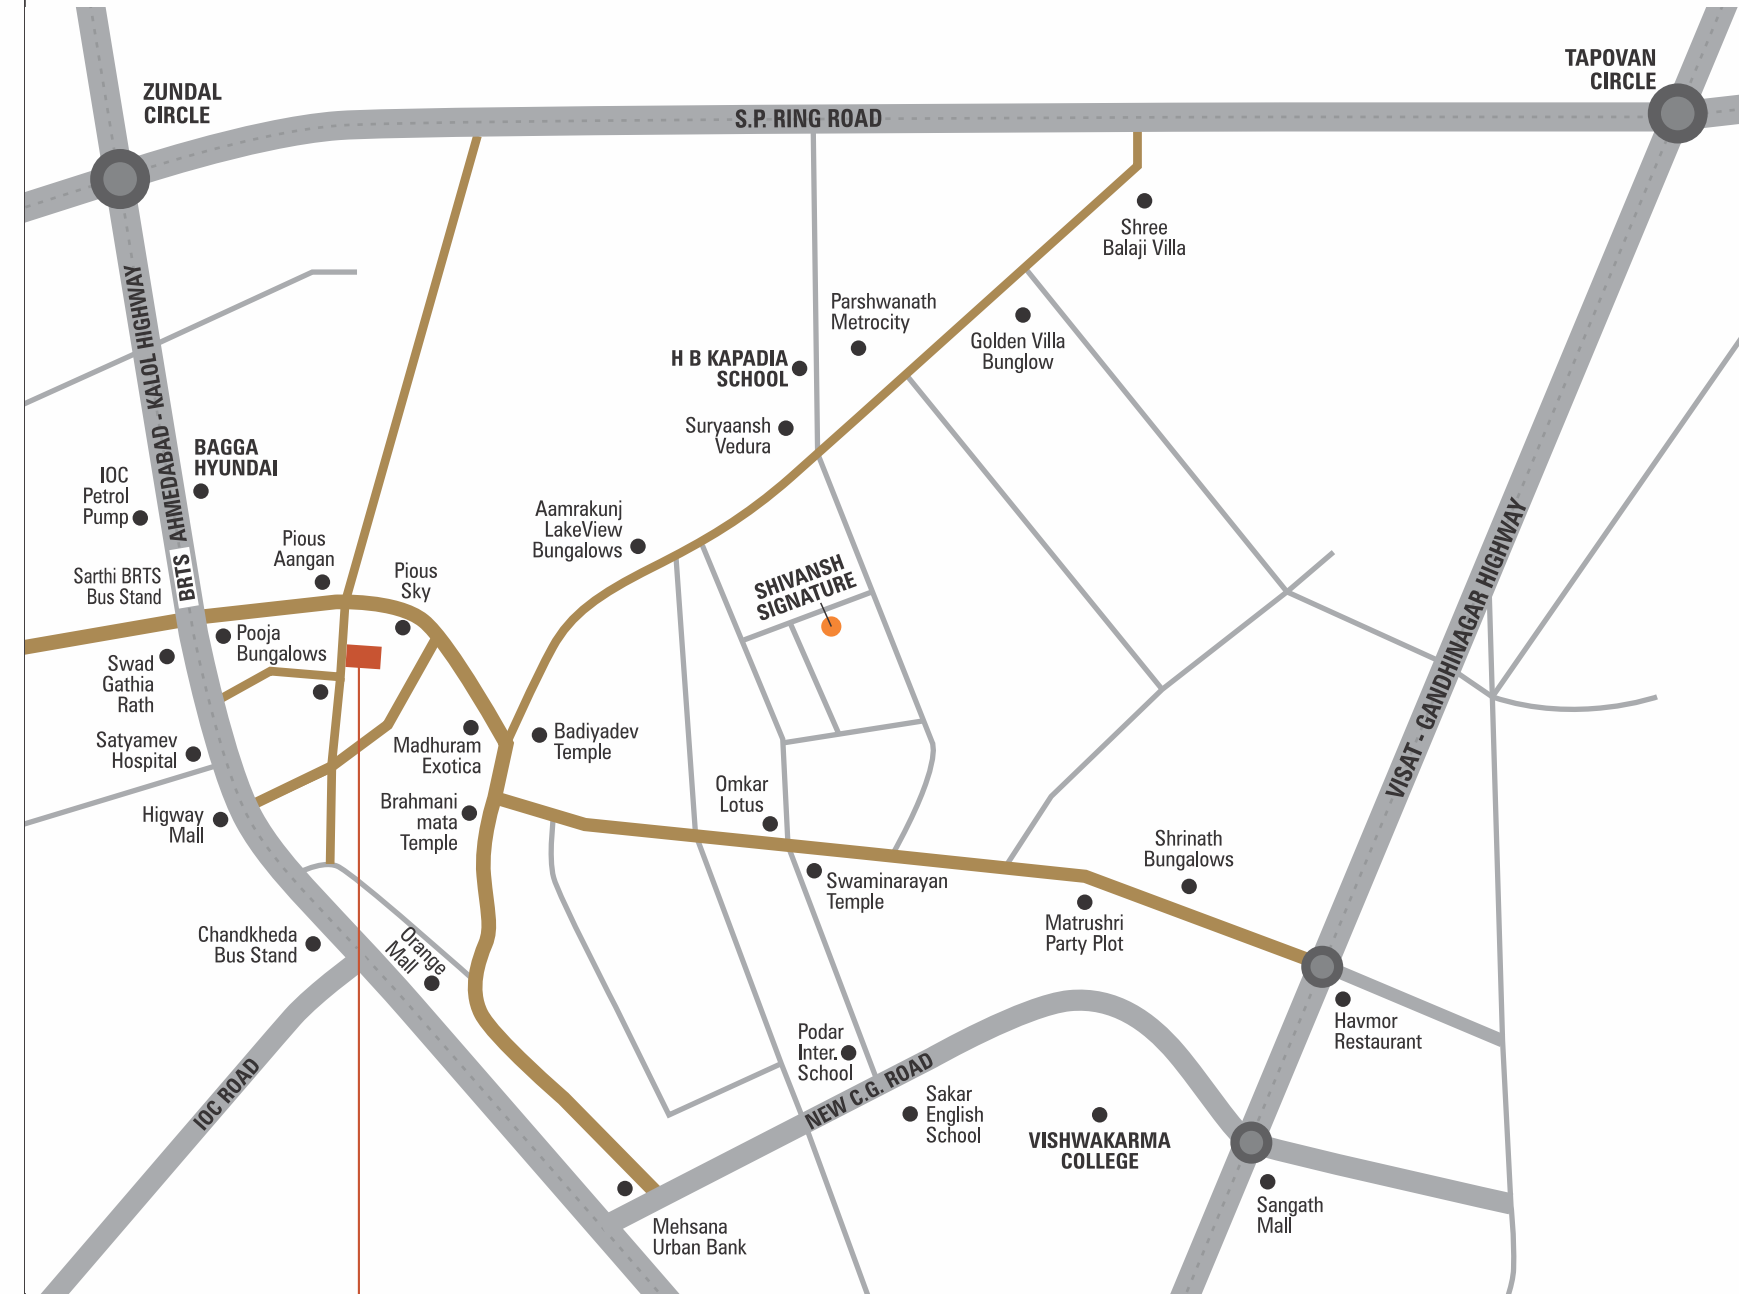 ZUNDAL
CIRCLE
TAPOVAN
CIRCLE
S.P. RING ROAD
Shree
Balaji Villa
AHMEDABAD - KALOL HIGHWAY
Parshwanath
Metrocity
Golden Villa
Bunglow
H B KAPADIA
SCHOOL
Suryaansh
Vedura
BAGGA
HYUNDAI
IOC
Petrol
Pump
Aamrakunj
LakeView
Bungalows
Pious
Aangan
Pious
Sky
BRTS
Sarthi BRTS
Bus Stand
SHIVANSH
SIGNATURE
VISAT - GANDHINAGAR HIGHWAY
Pooja
Bungalows
Swad
Gathia
Rath
Satyamev
Hospital
Madhuram
Exotica
Badiyadev
Temple
Higway
Mall
Brahmani
mata
Temple
Omkar
Lotus
Shrinath
Bungalows
Swaminarayan
Temple
Matrushri
Party Plot
Chandkheda
Bus Stand
Orange
Mall
Havmor
Restaurant
Podar
Inter.
School
NEW C.G. ROAD
IOC ROAD
Sakar
English
School
VISHWAKARMA
COLLEGE
Sangath
Mall
Mehsana
Urban Bank